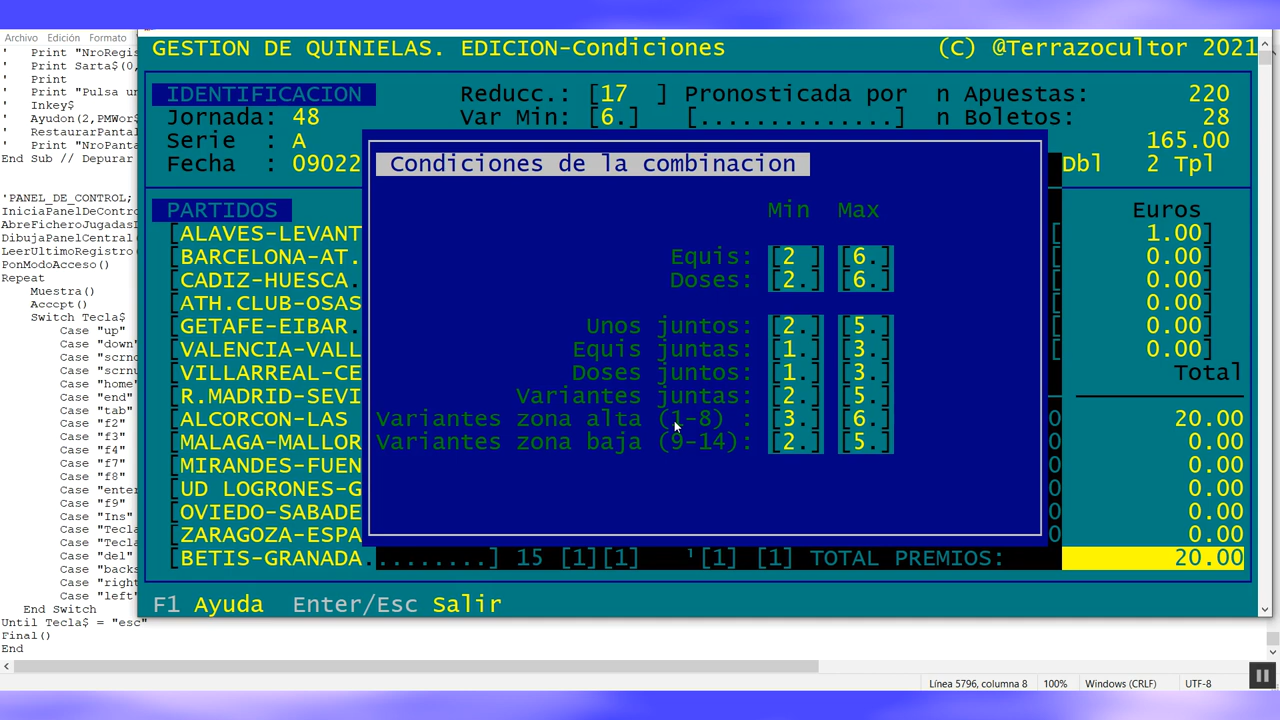 Archivo Edición Formato
' Print "NroRegis
' Print Sarta$(0,
' Print
' Print "Pulsa un
' Inkey$
' Ayudon(2,PMWor$
' RestaurarPantal
' NroPanta
End Sub // Depurar
'PANEL_DE_CONTROL;
IniciaPanelDeContro
AbreFicheroJugadasI
DibujaPanelCentral(
LeerUltimoRegistro(
PonModoAcceso()
Repeat
Muestra()
Accept()
Switch Tecla$
Case "up"
Case "down"
Case "scrno
Case "scrnu
Case "home"
Case "end"
Case "tab"
Case "f2"
Case "f3"
Case "f4"
Case "f7"
Case "f8"
Case "enter
Case "f9"
Case "Ins"
Case "Tecla
Case "Tecla
Case "del"
Case "backs
Case "right
Case "left"
End Switch
Until Tecla$ = "esc"
Final()
End
GESTION DE QUINIELAS. EDICION-Condiciones (C) @Terrazocultor 2021
IDENTIFICACION Reducc.: [17 ] Pronosticada por n Apuestas: 220
Jornada: 48 Var Min: [6.] [..............] n Boletos: 28
Serie : A 165.00
Fecha : 09022 Dbl 2 Tpl
Condiciones de la combinacion
Min Max
Equis: [2 ] [6.]
Doses: [2.] [6.]
Unos juntos: [2.] [5.]
Equis juntas: [1.] [3.]
Doses juntos: [1.] [3.]
Variantes juntas: [2.] [5.]
Variantes zona alta (1-8) : [3.] [6.]
Variantes zona baja (9-14): [2.] [5.]
PARTIDOS Euros
[ALAVES-LEVANT [ 1.00]
[BARCELONA-AT. [ 0.00]
[CADIZ-HUESCA. [ 0.00]
[ATH.CLUB-OSAS [ 0.00]
[GETAFE-EIBAR. [ 0.00]
[VALENCIA-VALL [ 0.00]
[VILLARREAL-CE Total
[R.MADRID-SEVI
[ALCORCON-LAS 0 20.00
[MALAGA-MALLOR 0 0.00
[MIRANDES-FUEN 0 0.00
[UD LOGRONES-G 0 0.00
[OVIEDO-SABADE 0 0.00
[ZARAGOZA-ESPA 0 0.00
[BETIS-GRANADA.........] 15 [1][1] '[1] [1] TOTAL PREMIOS: 20.00
F1 Ayuda Enter/Esc Salir
Línea 5796, columna 8 100% Windows (CRLF) UTF-8